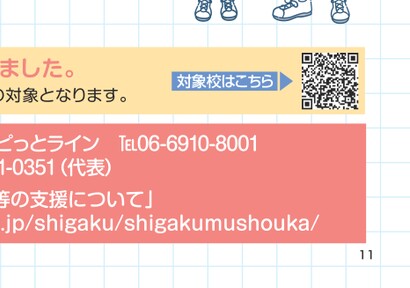 ました。
の対象となります。
対象校はこちら
ぴっとライン ℡06-6910-8001
1-0351（代表）
等の支援について」
.jp/shigaku/shigakumushouka/
11